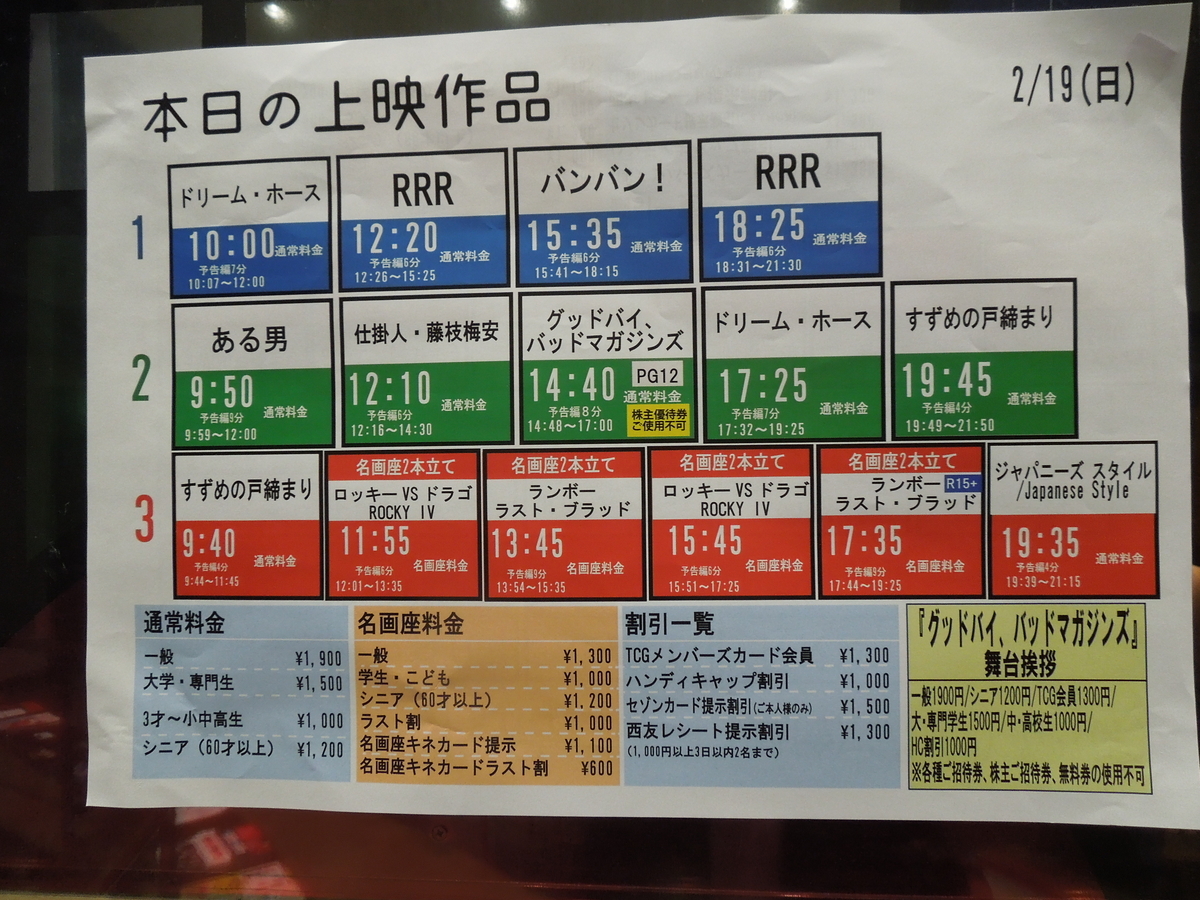 本日の上映作品
2/19(日)
1
ドリーム・ホース
10:00通常料金
予告編7分
10:07～12:00
RRR
12:20 通常料金
予告編6分
12:26～15:25
バンバン!
15:35 通常料金
予告編6分
15:41～18:15
RRR
18:25 通常料金
予告編6分
18:31～21:30
2
ある男
9:50 通常料金
予告編9分
9:59～12:00
仕掛人・藤枝梅安
12:10 通常料金
予告編6分
12:16～14:30
グッドバイ、
バッドマガジンズ
14:40 PG12
通常料金
予告編8分
14:48～17:00
株主優待券
ご使用不可
ドリーム・ホース
17:25 通常料金
予告編7分
17:32～19:25
すずめの戸締まり
19:45 通常料金
予告編4分
19:49～21:50
3
すずめの戸締まり
9:40 通常料金
予告編4分
9:44～11:45
名画座2本立て
ロッキーVSドラゴ
ROCKY IV
11:55 名画座料金
予告編6分
12:01～13:35
名画座2本立て
ランボー
ラスト・ブラッド
13:45 名画座料金
予告編9分
13:54～15:35
名画座2本立て
ロッキーVSドラゴ
ROCKY IV
15:45 名画座料金
予告編6分
15:51～17:25
名画座2本立て
ランボー R15+
ラスト・ブラッド
17:35 名画座料金
予告編9分
17:44～19:25
ジャパニーズ スタイル
/Japanese Style
19:35 通常料金
予告編4分
19:39～21:15
通常料金
一般 ¥1,900
大学・専門生 ¥1,500
3才～小中高生 ¥1,000
シニア(60才以上) ¥1,200
名画座料金
一般 ¥1,300
学生・こども ¥1,000
シニア(60才以上) ¥1,200
ラスト割 ¥1,000
名画座キネカード提示 ¥1,100
名画座キネカードラスト割 ¥600
割引一覧
TCGメンバーズカード会員 ¥1,300
ハンディキャップ割引 ¥1,000
セゾンカード提示割引(ご本人様のみ) ¥1,500
西友レシート提示割引 ¥1,300
(1,000円以上3日以内2名まで)
『グッドバイ、バッドマガジンズ』
舞台挨拶
一般1900円/シニア1200円/TCG会員1300円/
大・専門学生1500円/中・高校生1000円/
HC割引1000円
※各種ご招待券、株主ご招待券、無料券の使用不可